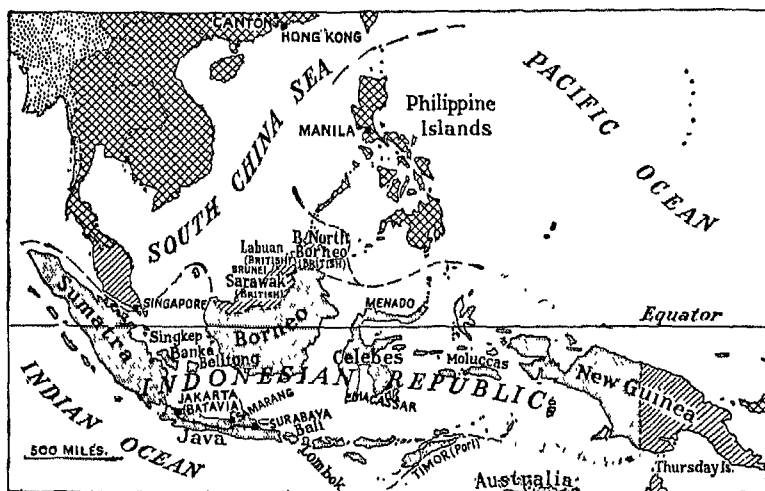 CANTON
HONG KONG
PACIFIC OCEAN
SOUTH CHINA SEA
Philippine
Islands
MANILA
B. North
Borneo
(BRITISH)
Labuan
(BRITISH)
BRUNEI
Sarawak
(BRITISH)
SINGAPORE
MENADO
Equator
Sumatra
Singkep
Banka
Billitong
Borneo
Celebes
Moluccas
New Guinea
INDONESIAN REPUBLIC
INDIAN OCEAN
JAKARTA
(BATAVIA)
SAMARANG
SURABAYA
MACASSAR
Java
Bali
Lombok
TIMOR (Port)
500 MILES.
Thursday Is.
Australia